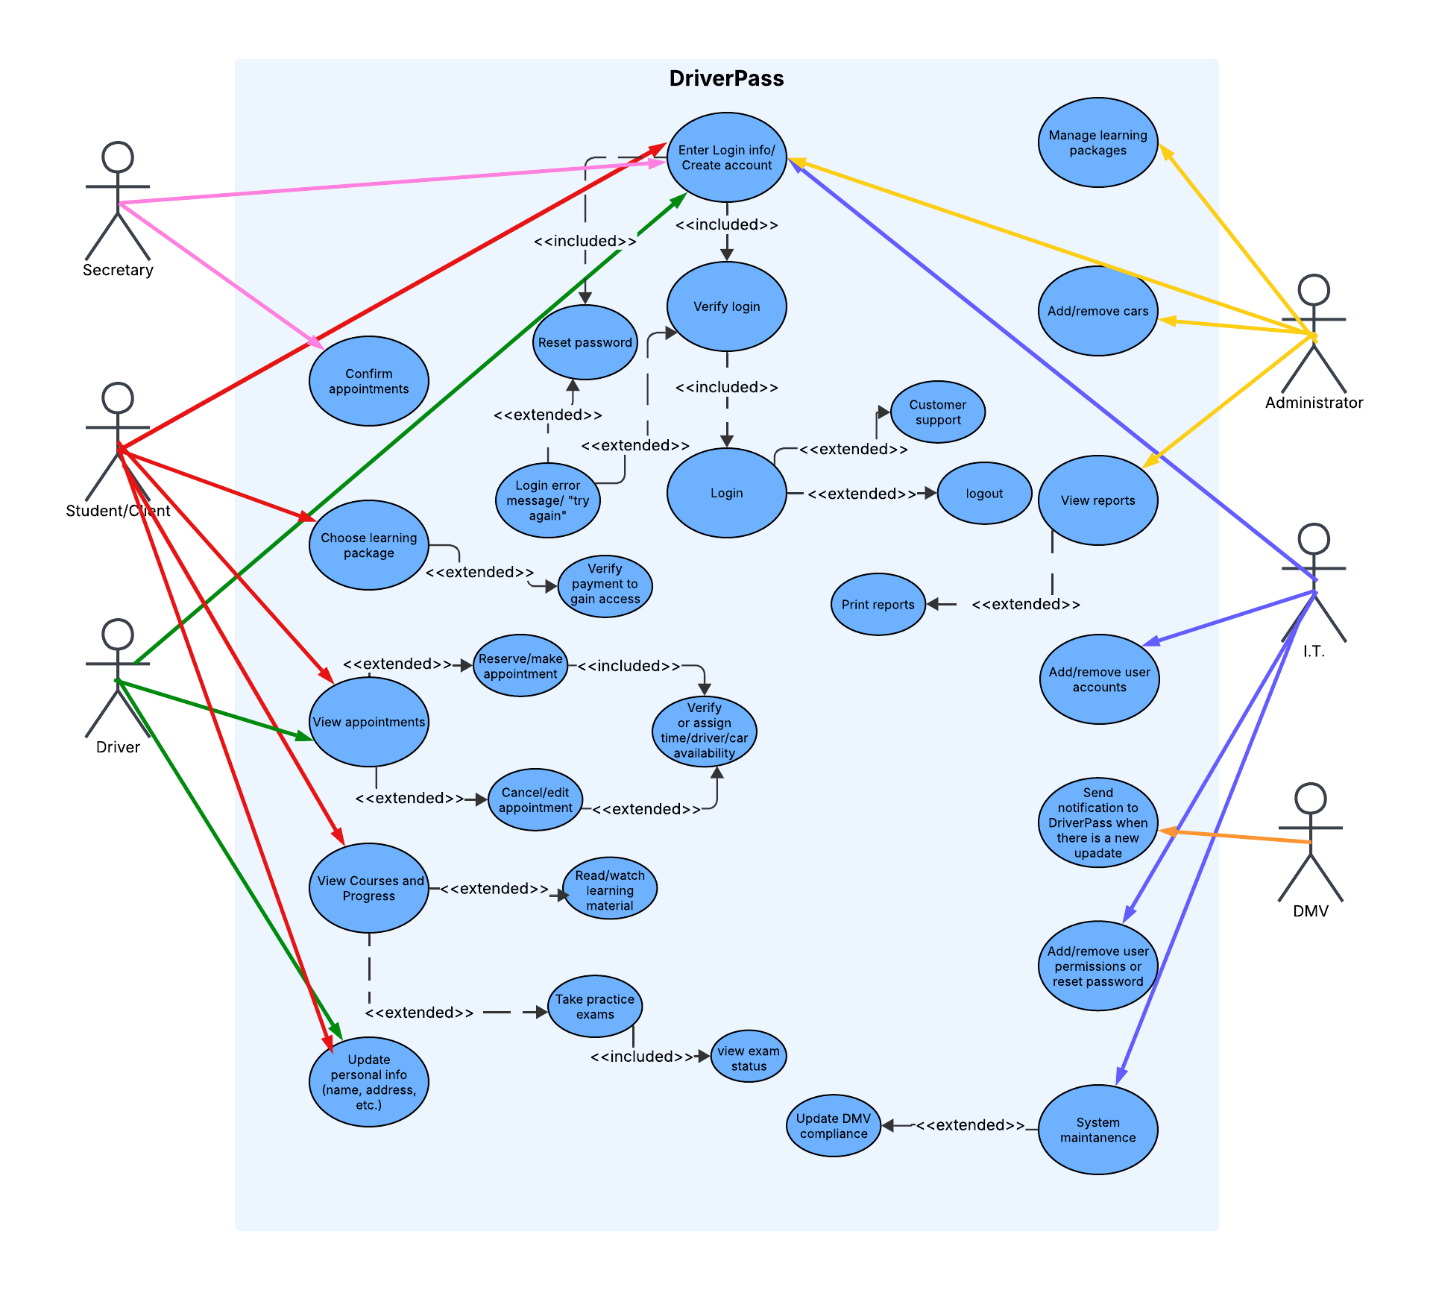 DriverPass
Enter Login info/
Create account
Manage learning
packages
<<included>>
<<included>>
Secretary
Verify login
Add/remove cars
Reset password
Confirm
appointments
<<included>>
Administrator
<<extended>>
Customer
support
<<extended>>
<<extended>>
Login error
message/ "try
again"
Login
<<extended>>
logout
View reports
Student/Client
Choose learning
package
<<extended>>
Verify
payment to
gain access
Print reports
<<extended>>
I.T.
<<extended>>
Reserve/make
appointment
<<included>>
Add/remove user
accounts
View appointments
Verify
or assign
time/driver/car
availability
Driver
<<extended>>
Cancel/edit
appointment
<<extended>>
Send
notification to
DriverPass when
there is a new
upadate
View Courses and
Progress
<<extended>>
Read/watch
learning
material
DMV
Add/remove user
permissions or
reset password
<<extended>>
Take practice
exams
<<included>>
view exam
status
Update
personal info
(name, address,
etc.)
Update DMV
compliance
<<extended>>
System
maintanence